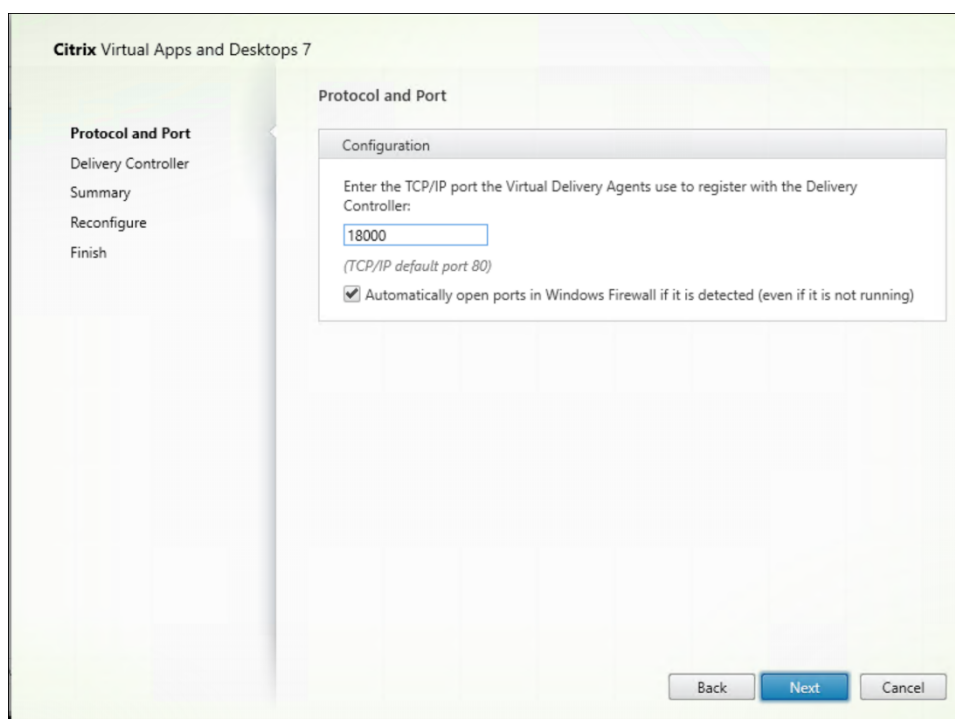 Citrix Virtual Apps and Desktops 7
Protocol and Port
Delivery Controller
Summary
Reconfigure
Finish
Protocol and Port
Configuration
Enter the TCP/IP port the Virtual Delivery Agents use to register with the Delivery
Controller:
18000
(TCP/IP default port 80)
Automatically open ports in Windows Firewall if it is detected (even if it is not running)
Back
Next
Cancel